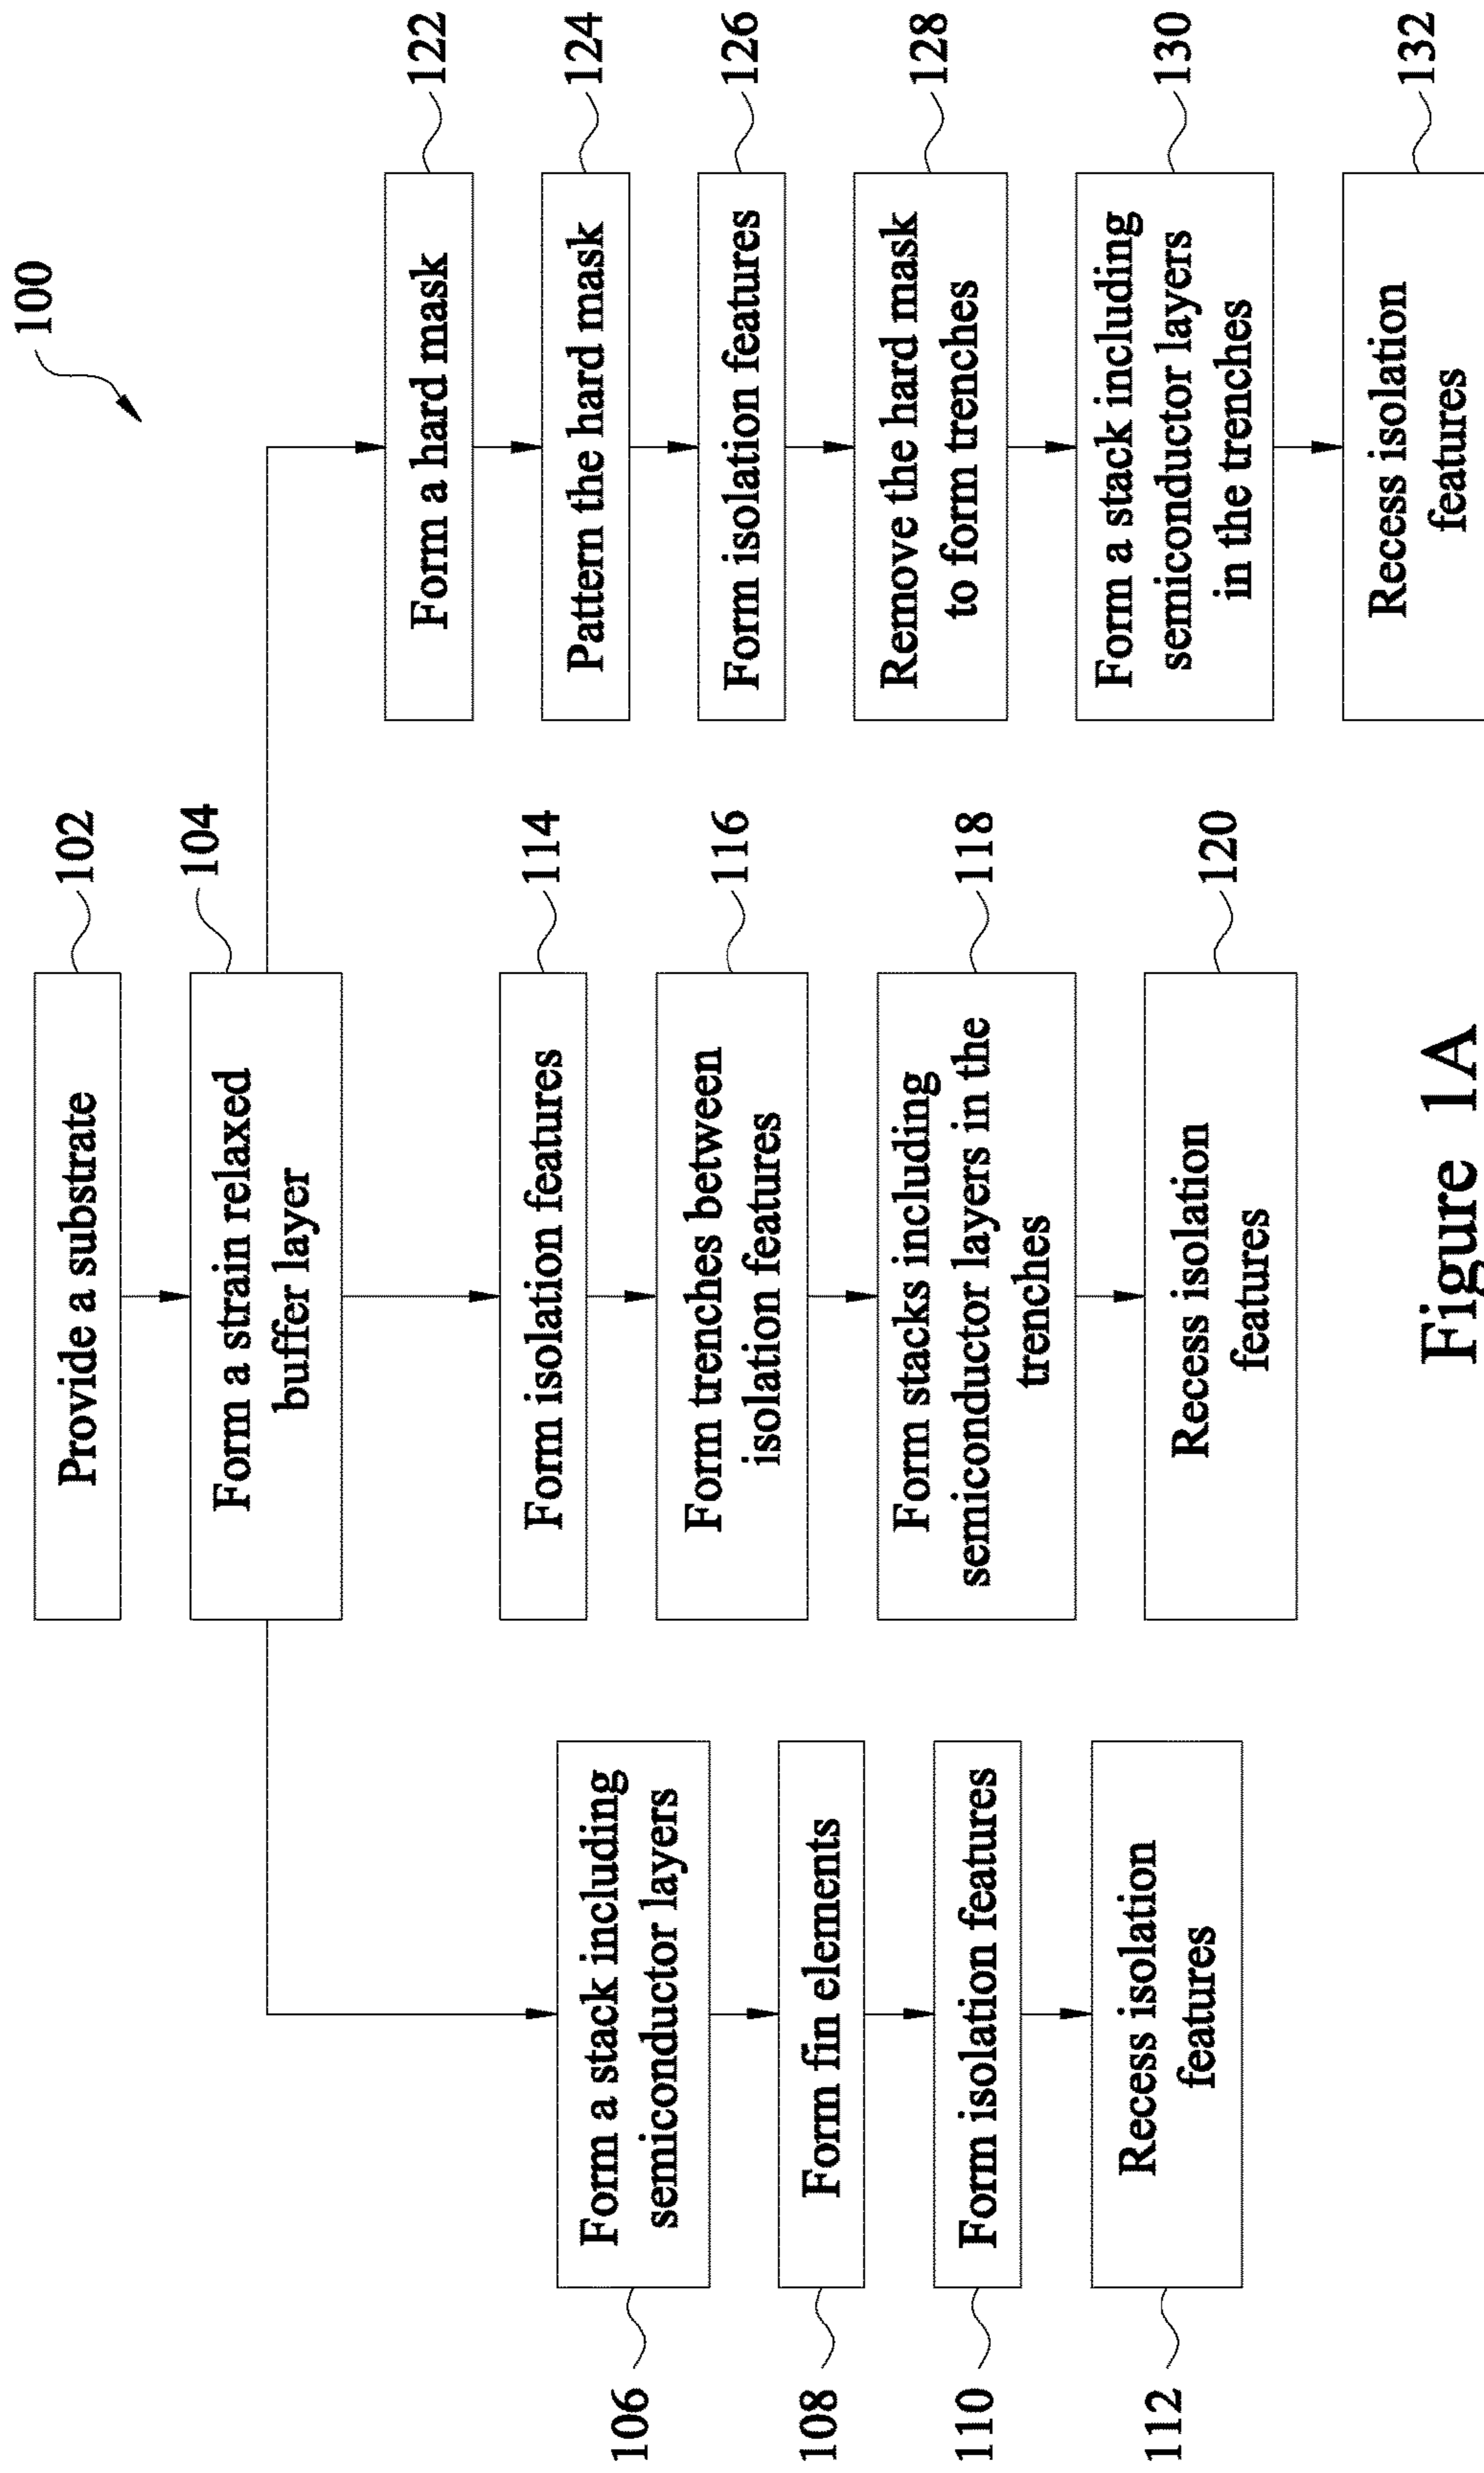 100
Provide a substrate
102
Form a strain relaxed
buffer layer
104
Form a stack including
semiconductor layers
106
Form fin elements
108
Form isolation features
110
Recess isolation
features
112
Form isolation features
114
Form trenches between
isolation features
116
Form stacks including
semiconductor layers in the
trenches
118
Recess isolation
features
120
Form a hard mask
122
Pattern the hard mask
124
Form isolation features
126
Remove the hard mask
to form trenches
128
Form a stack including
semiconductor layers
in the trenches
130
Recess isolation
features
132
Figure 1A